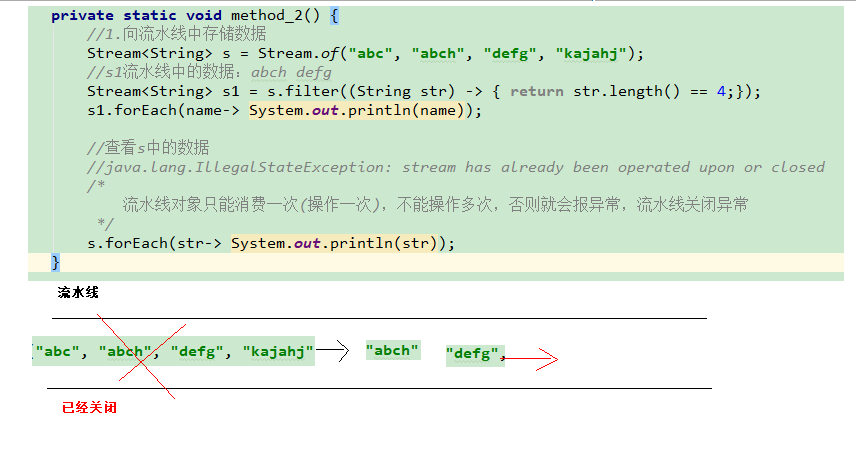 private static void method_2() {
//1.向流水线中存储数据
Stream<String> s = Stream.of("abc", "abch", "defg", "kajahj");
//s1流水线中的数据：abch defg
Stream<String> s1 = s.filter((String str) -> { return str.length() == 4;});
s1.forEach(name-> System.out.println(name));
//查看s中的数据
//java.lang.IllegalStateException: stream has already been operated upon or closed
/*
流水线对象只能消费一次(操作一次)，不能操作多次，否则就会报异常，流水线关闭异常
*/
s.forEach(str-> System.out.println(str));
}
流水线
"abc", "abch", "defg", "kajahj" "abch" "defg",
已经关闭